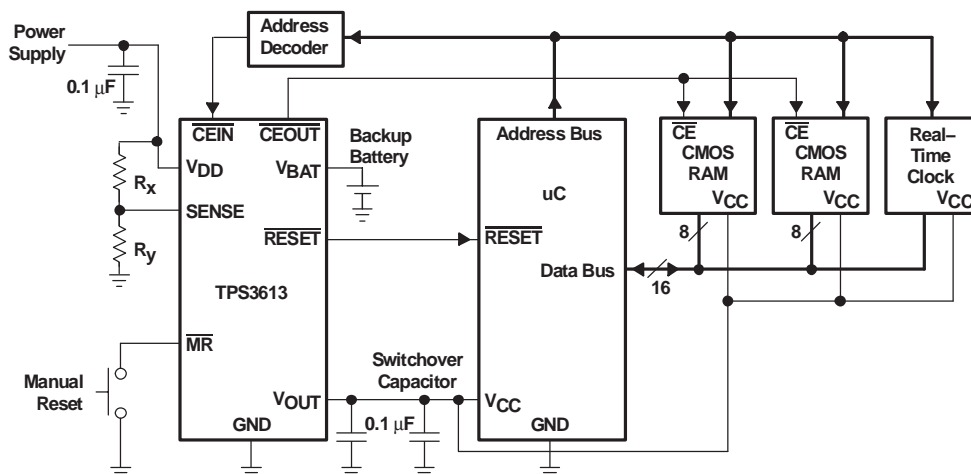 Power
Supply
0.1 μF
Address
Decoder
CEIN
CEOUT
VDD
VBAT
Backup
Battery
Rx
SENSE
Ry
RESET
TPS3613
MR
Manual
Reset
VOUT
GND
Switchover
Capacitor
0.1 μF
Address Bus
uC
RESET
Data Bus
16
VCC
GND
CE
CMOS
RAM
VCC
8
CE
CMOS
RAM
VCC
8
Real–
Time
Clock
VCC